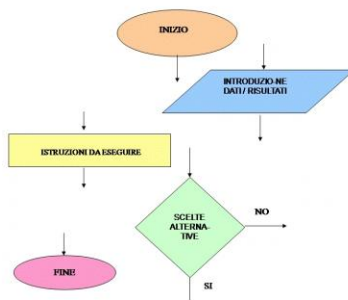 INIZIO
INTRODUZIO-NE
DATI / RISULTATI
ISTRUZIONI DA ESEGUIRE
SCELTE
ALTERNA-
TIVE
NO
FINE
SI